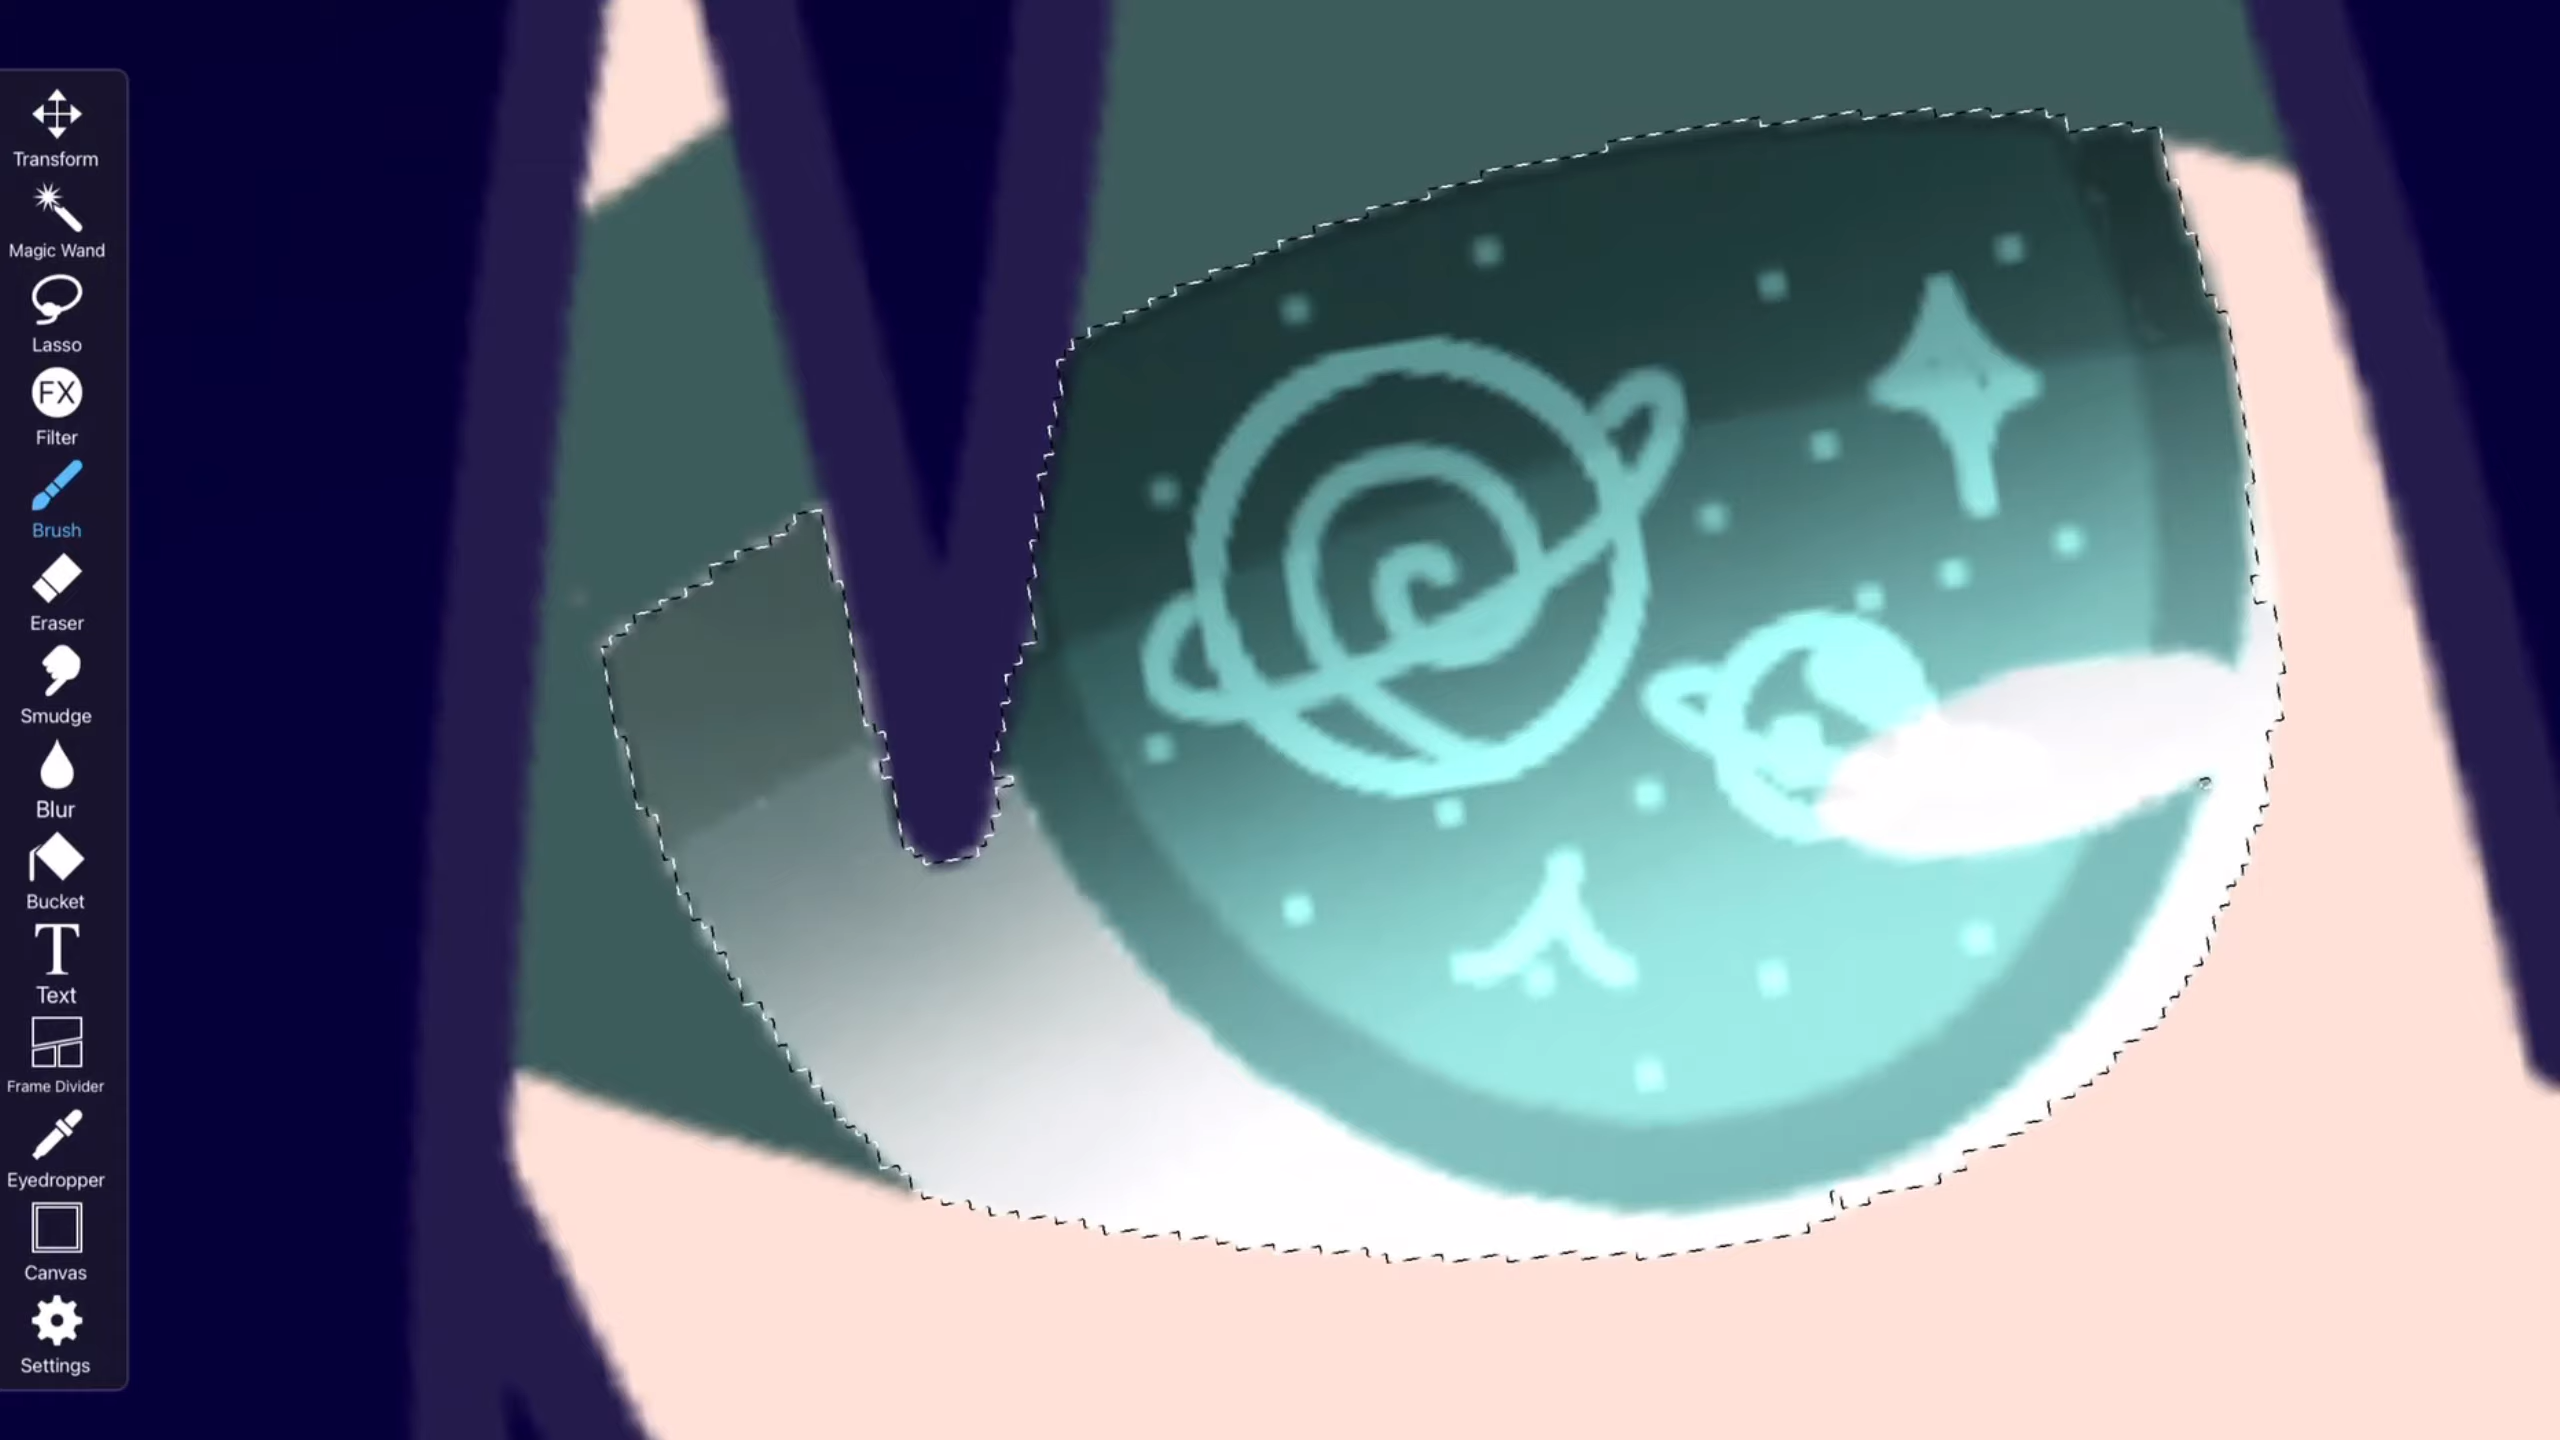 Transform
Magic Wand
Lasso
FX
Filter
Brush
Eraser
Smudge
Blur
Bucket
T
Text
Frame Divider
Eyedropper
Canvas
Settings